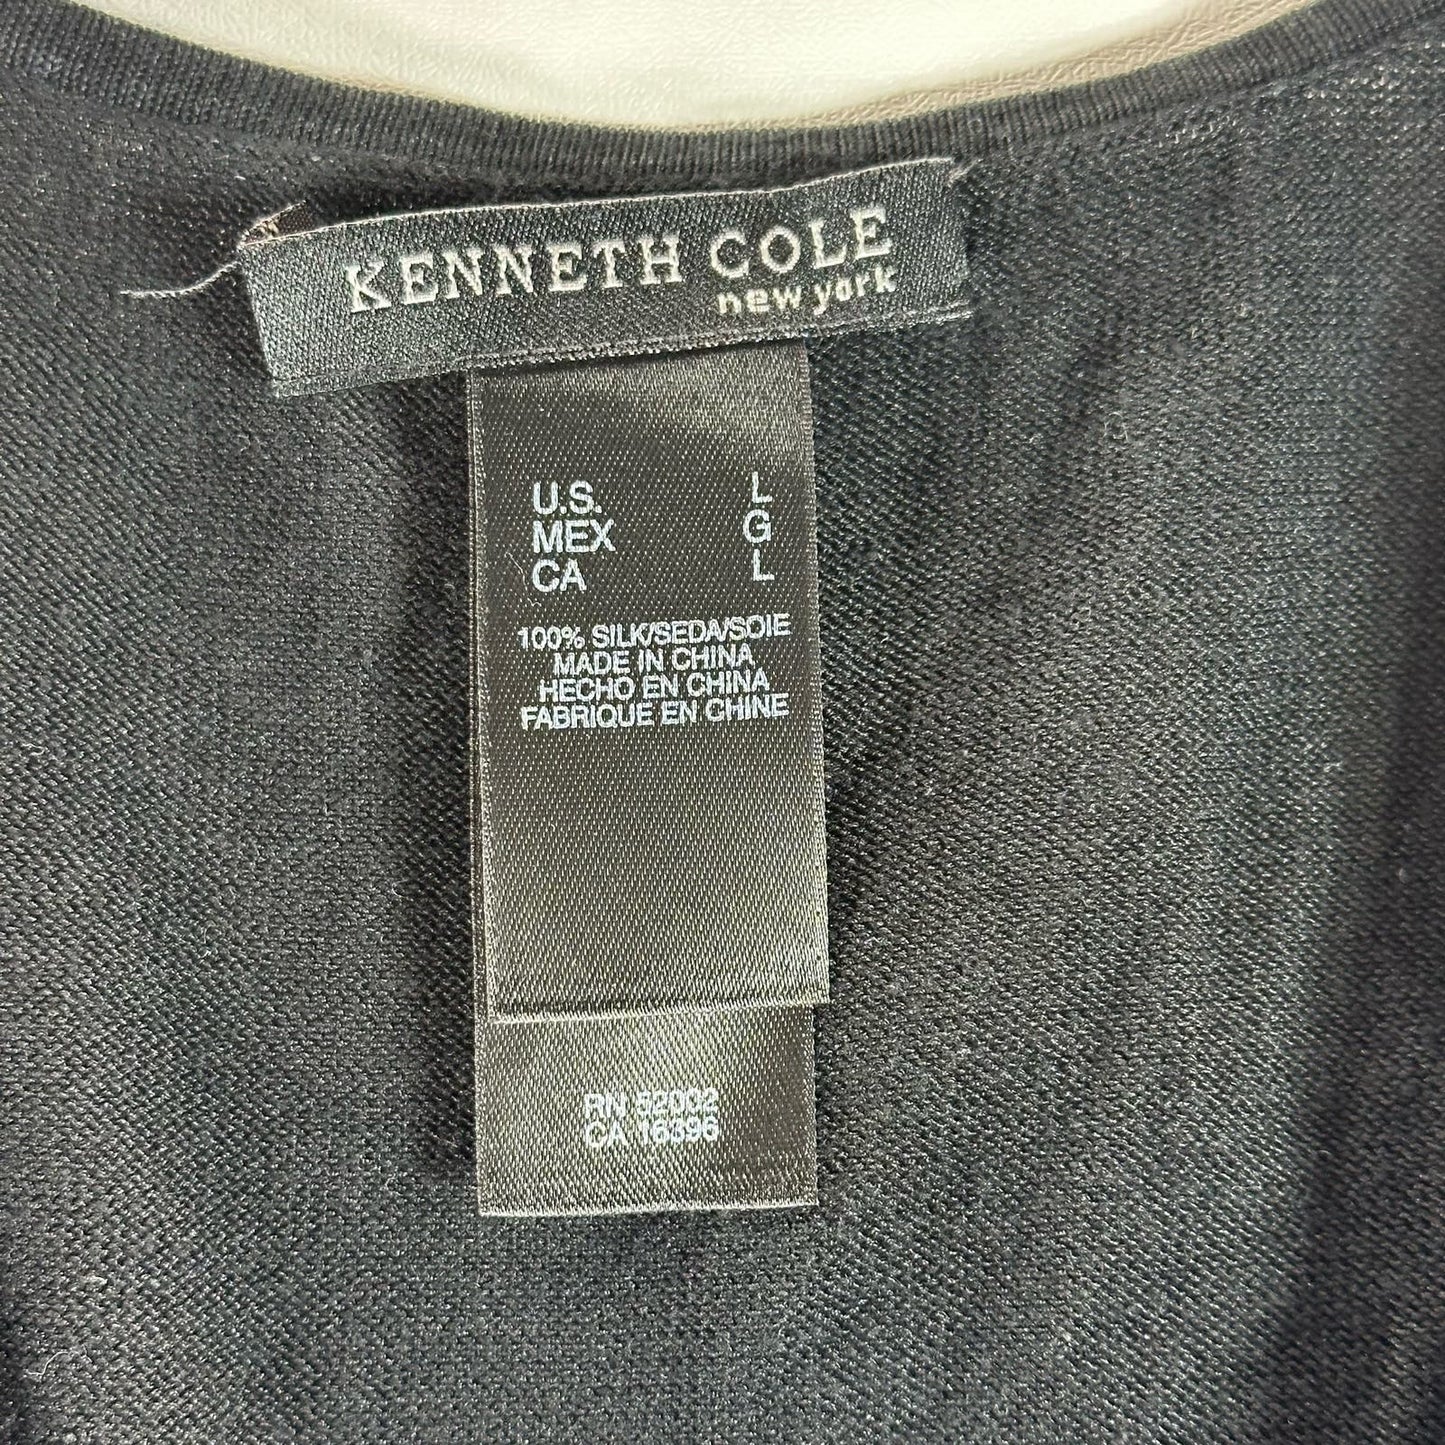 KENNETH COLE
new york
U.S. L
MEX G
CA L
100% SILK/SEDA/SOIE
MADE IN CHINA
HECHO EN CHINA
FABRIQUE EN CHINE
RN 52002
CA 16396